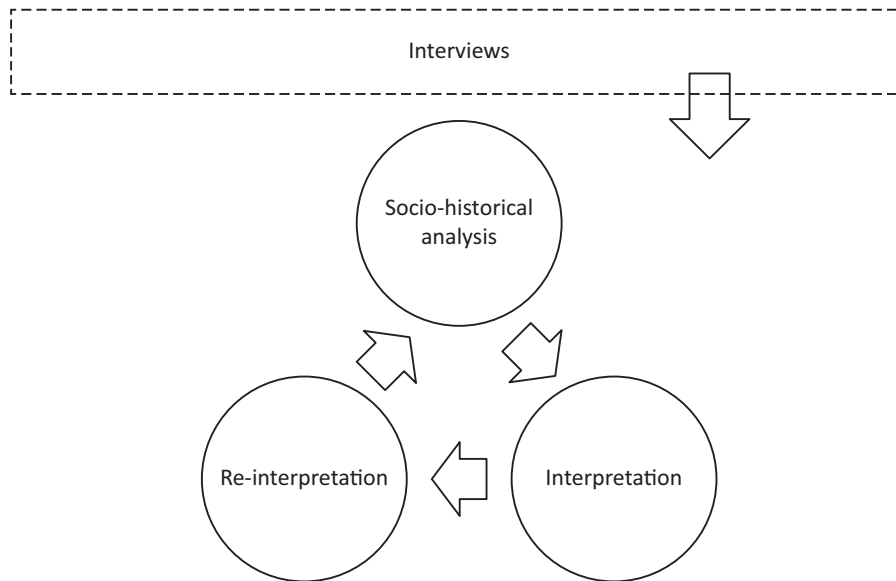 Interviews
Socio-historical
analysis
Re-interpretation
Interpretation